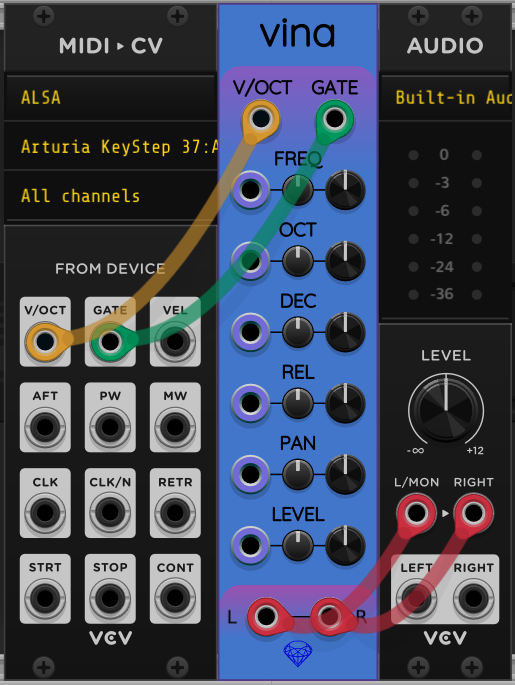 MIDI ▸ CV
ALSA
Arturia KeyStep 37:A
All channels
FROM DEVICE
V/OCT GATE VEL
AFT PW MW
CLK CLK/N RETR
STRT STOP CONT
VCV
vina
V/OCT GATE
FREQ
OCT
DEC
REL
PAN
LEVEL
L R
AUDIO
Built-in Aud
0
-3
-6
-12
-24
-36
LEVEL
-∞ +12
L/MON ▸ RIGHT
LEFT RIGHT
VCV